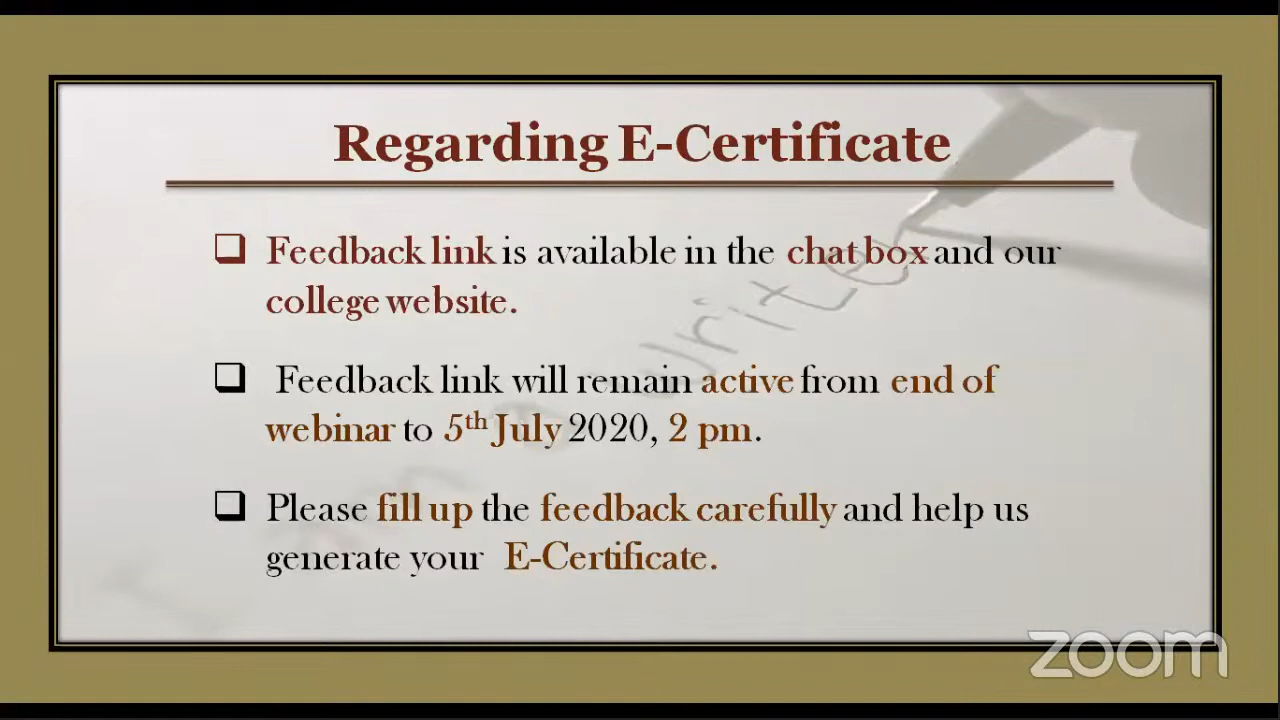 Regarding E-Certificate
Feedback link is available in the chat box and our
college website.
Feedback link will remain active from end of
webinar to 5th July 2020, 2 pm.
Please fill up the feedback carefully and help us
generate your E-Certificate.
I am a writer
zoom